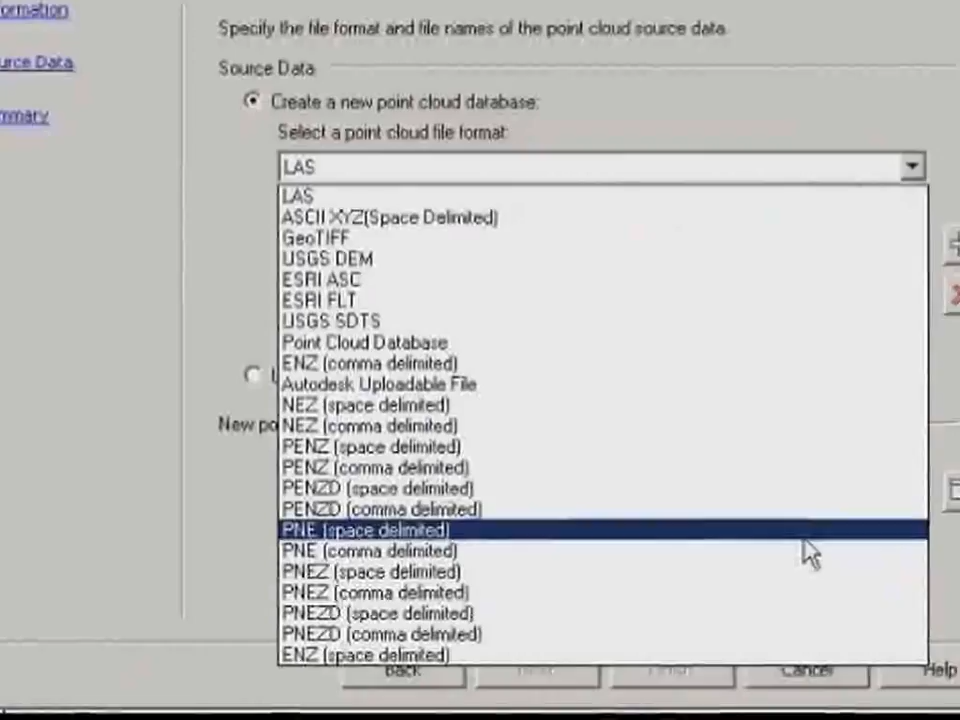 ormation
Specify the file format and file names of the point cloud source data.
urce Data
Source Data
mmary
Create a new point cloud database:
Select a point cloud file format:
LAS
LAS
ASCII XYZ(Space Delimited)
GeoTIFF
USGS DEM
ESRI ASC
ESRI FLT
USGS SDTS
Point Cloud Database
ENZ (comma delimited)
Autodesk Uploadable File
NEZ (space delimited)
New po
NEZ (comma delimited)
PENZ (space delimited)
PENZ (comma delimited)
PENZD (space delimited)
PENZD (comma delimited)
PNE (space delimited)
PNE (comma delimited)
PNEZ (space delimited)
PNEZ (comma delimited)
PNEZD (space delimited)
PNEZD (comma delimited)
ENZ (space delimited)
Back Cancel Help